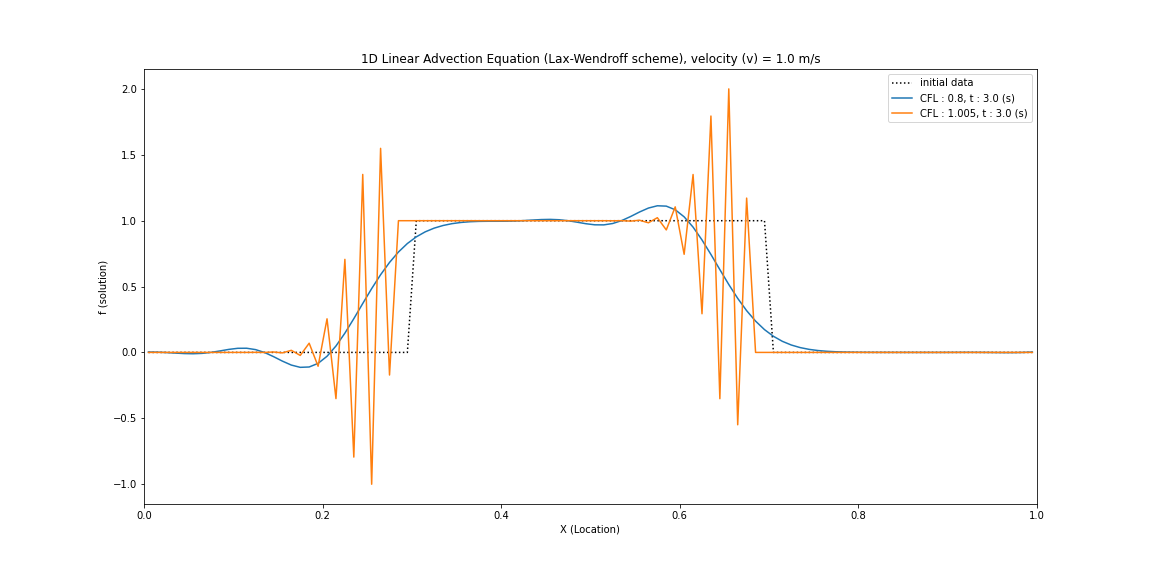 1D Linear Advection Equation (Lax-Wendroff scheme), velocity (v) = 1.0 m/s
initial data
CFL : 0.8, t : 3.0 (s)
CFL : 1.005, t : 3.0 (s)
2.0
1.5
1.0
0.5
0.0
−0.5
−1.0
f (solution)
0.0 0.2 0.4 0.6 0.8 1.0
X (Location)